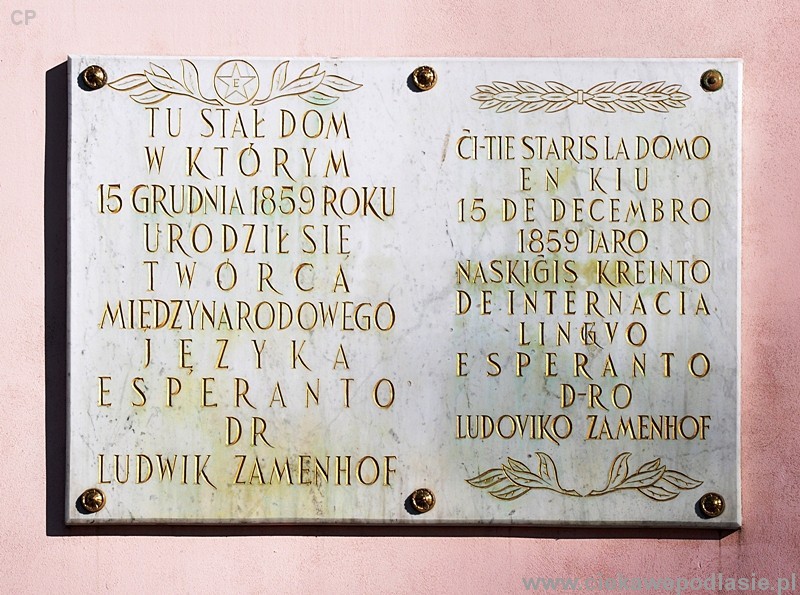 CP
E
TU STAŁ DOM
W KTÓRYM
15 GRUDNIA 1859 ROKU
URODZIŁ SIĘ
TWÓRCA
MIĘDZYNARODOWEGO
JĘZYKA
ESPERANTO
DR
LUDWIK ZAMENHOF
ĈI-TIE STARIS LA DOMO
EN KIU
15 DE DECEMBRO
1859 JARO
NASKIĜIS KREINTO
DE INTERNACIA
LINGVO
ESPERANTO
D-RO
LUDOVIKO ZAMENHOF
www.ciekawepodlasie.pl